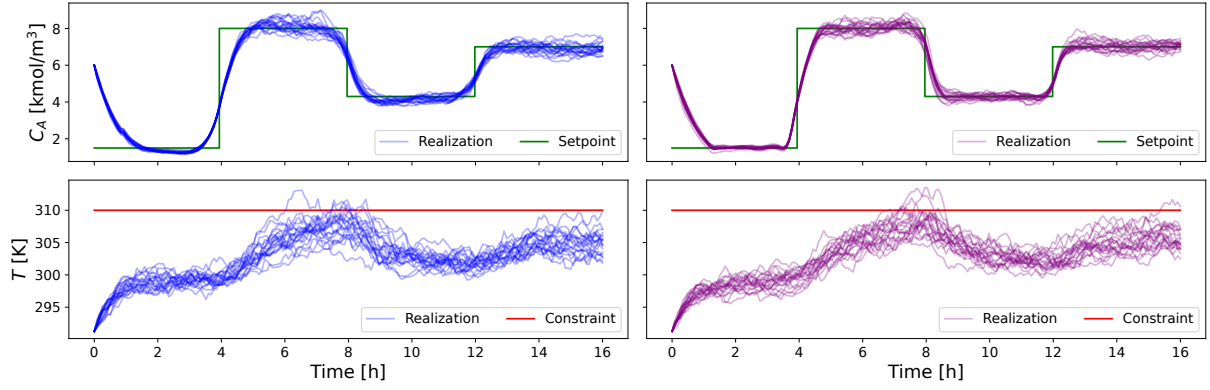 C_A [kmol/m³]
8
6
4
2
Realization Setpoint
Realization Setpoint
T [K]
310
305
300
295
Realization Constraint
Realization Constraint
0 2 4 6 8 10 12 14 16
0 2 4 6 8 10 12 14 16
Time [h]
Time [h]